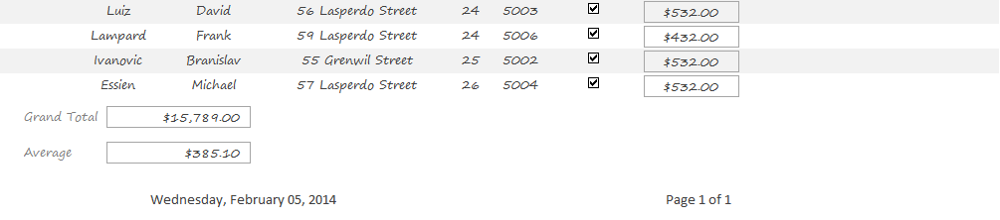 Luiz David 56 Lasperdo Street 24 5003 $532.00
Lampard Frank 59 Lasperdo Street 24 5006 $432.00
Ivanovic Branislav 55 Grenwil Street 25 5002 $532.00
Essien Michael 57 Lasperdo Street 26 5004 $532.00
Grand Total $15,789.00
Average $385.10
Wednesday, February 05, 2014 Page 1 of 1